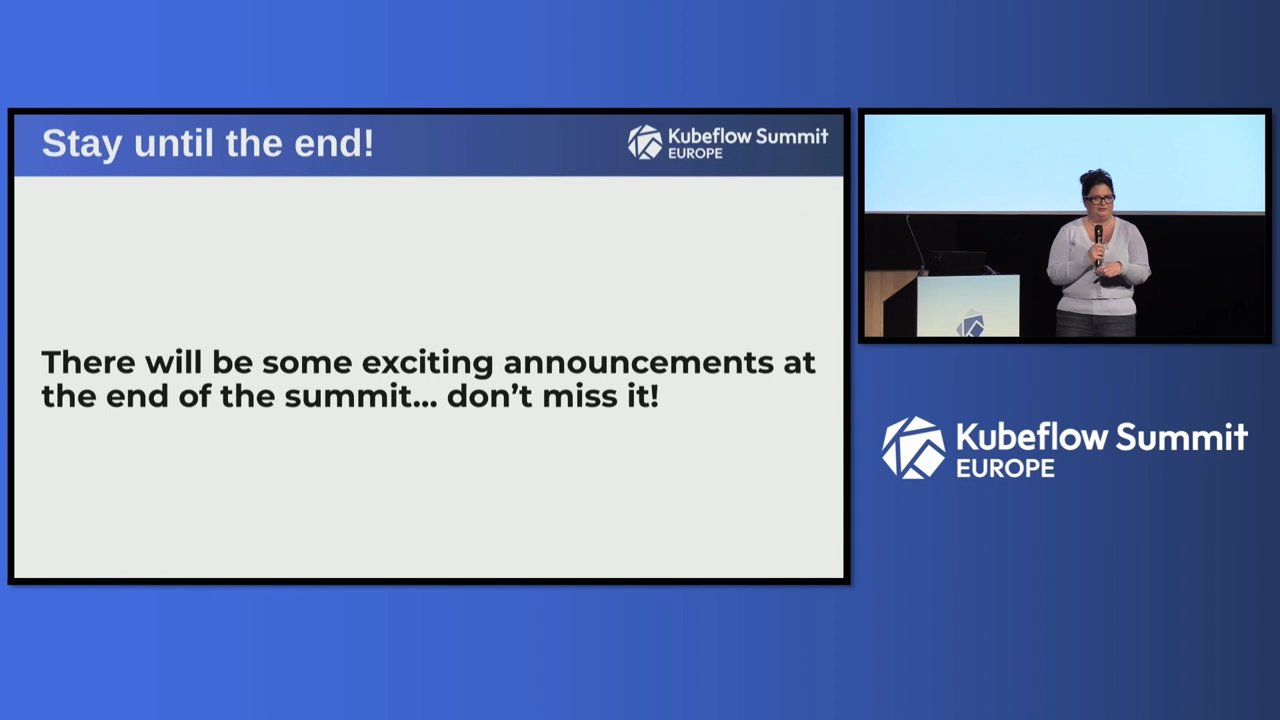 Stay until the end!
Kubeflow Summit
EUROPE
There will be some exciting announcements at
the end of the summit... don’t miss it!
Kubeflow Summit
EUROPE